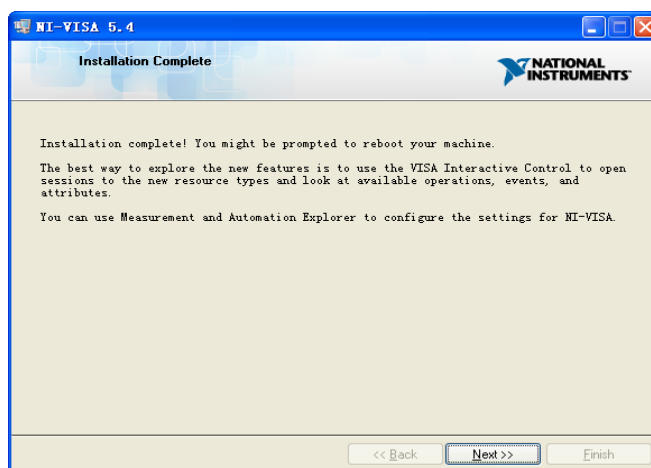 NI-VISA 5.4
Installation Complete
NATIONAL
INSTRUMENTS™
Installation complete! You might be prompted to reboot your machine.
The best way to explore the new features is to use the VISA Interactive Control to open
sessions to the new resource types and look at available operations, events, and
attributes.
You can use Measurement and Automation Explorer to configure the settings for NI-VISA.
<< Back
Next >>
Finish